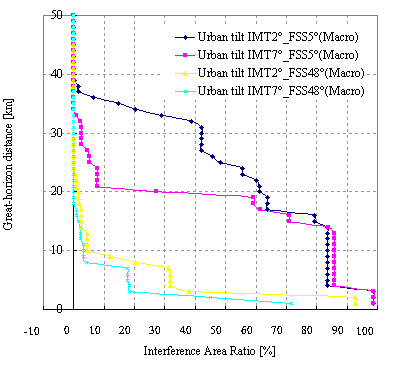 50
Urban tilt IMT2°_FSS5°(Macro)
Urban tilt IMT7°_FSS5°(Macro)
40
Urban tilt IMT2°_FSS48°(Macro)
Urban tilt IMT7°_FSS48°(Macro)
30
20
10
0
Great-horizon distance [km]
-10 0 10 20 30 40 50 60 70 80 90 100
Interference Area Ratio [%]